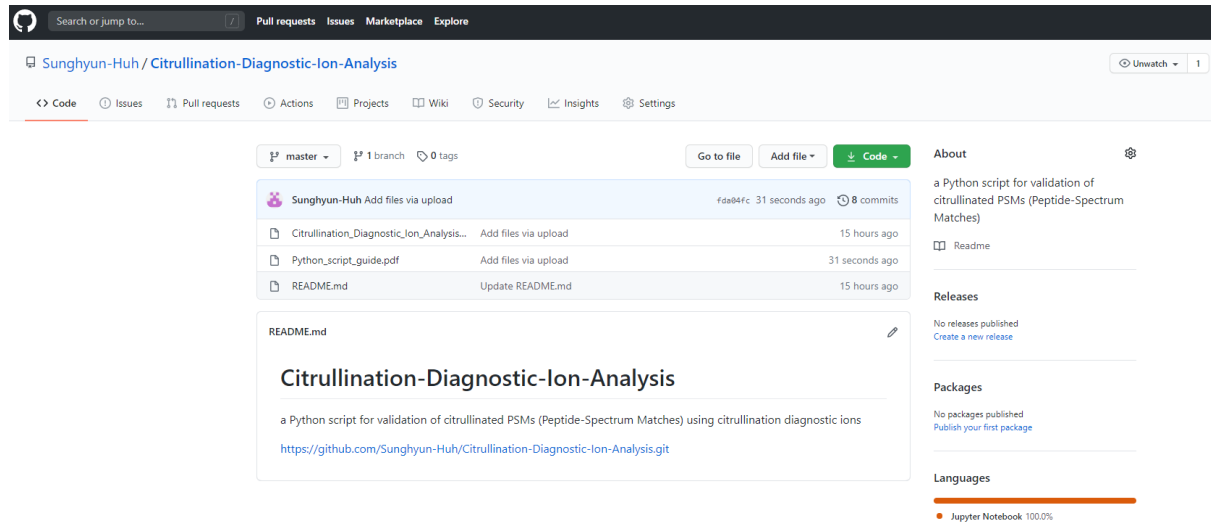 Search or jump to... /
Pull requests Issues Marketplace Explore
Sunghyun-Huh / Citrullination-Diagnostic-Ion-Analysis
Unwatch 1
Code Issues Pull requests Actions Projects Wiki Security Insights Settings
master 1 branch 0 tags
Go to file Add file Code
Sunghyun-Huh Add files via upload fda04fc 31 seconds ago 8 commits
Citrullination_Diagnostic_Ion_Analysis... Add files via upload 15 hours ago
Python_script_guide.pdf Add files via upload 31 seconds ago
README.md Update README.md 15 hours ago
README.md
Citrullination-Diagnostic-Ion-Analysis
a Python script for validation of citrullinated PSMs (Peptide-Spectrum Matches) using citrullination diagnostic ions
https://github.com/Sunghyun-Huh/Citrullination-Diagnostic-Ion-Analysis.git
About
a Python script for validation of
citrullinated PSMs (Peptide-Spectrum
Matches)
Readme
Releases
No releases published
Create a new release
Packages
No packages published
Publish your first package
Languages
Jupyter Notebook 100.0%